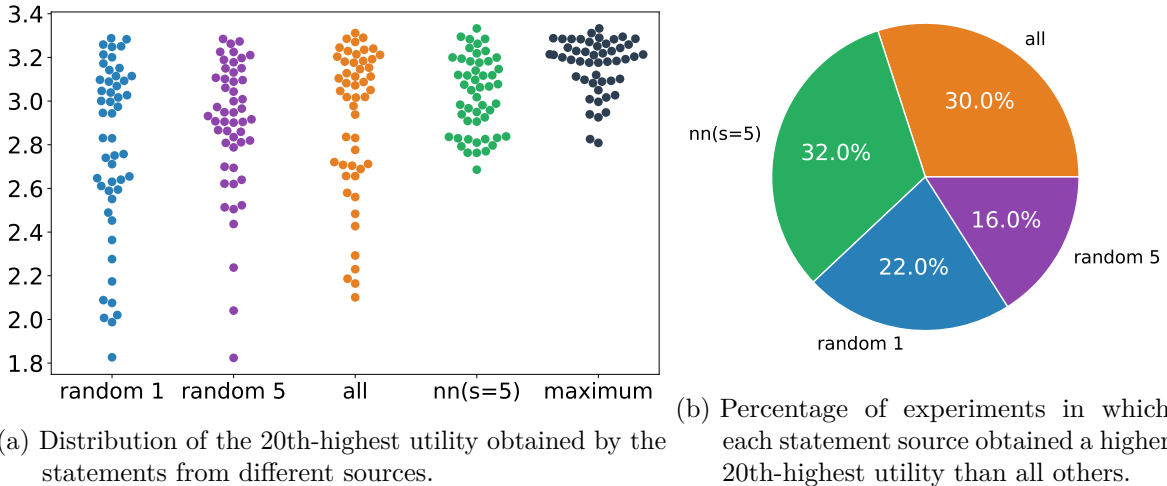 3.4
3.2
3.0
2.8
2.6
2.4
2.2
2.0
1.8
random 1 random 5 all nn(s=5) maximum
(a) Distribution of the 20th-highest utility obtained by the
statements from different sources.
all
30.0%
nn(s=5)
32.0%
16.0%
random 5
22.0%
random 1
(b) Percentage of experiments in which
each statement source obtained a higher
20th-highest utility than all others.